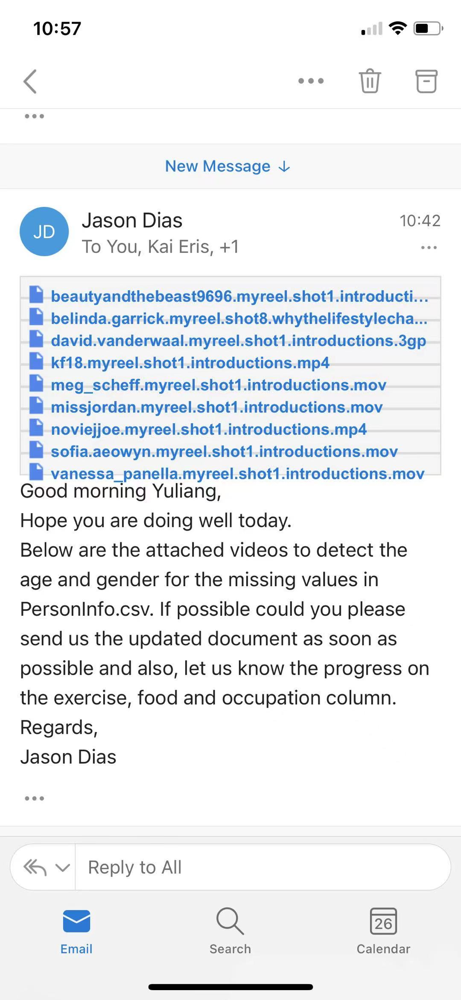 10:57
New Message ↓
JD
Jason Dias
10:42
To You, Kai Eris, +1
beautyandthebeast9696.myreel.shot1.introducti...
belinda.garrick.myreel.shot8.whythelifestylecha...
david.vanderwaal.myreel.shot1.introductions.3gp
kf18.myreel.shot1.introductions.mp4
meg_scheff.myreel.shot1.introductions.mov
missjordan.myreel.shot1.introductions.mov
noviejjoe.myreel.shot1.introductions.mp4
sofia.aeowyn.myreel.shot1.introductions.mov
vanessa_panella.myreel.shot1.introductions.mov
Good morning Yuliang,
Hope you are doing well today.
Below are the attached videos to detect the
age and gender for the missing values in
PersonInfo.csv. If possible could you please
send us the updated document as soon as
possible and also, let us know the progress on
the exercise, food and occupation column.
Regards,
Jason Dias
Reply to All
26
Email
Search
Calendar